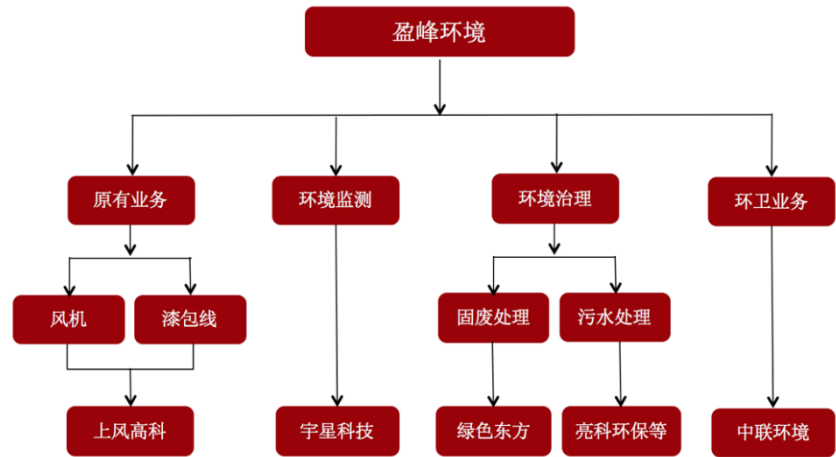 盈峰环境
原有业务
环境监测
环境治理
环卫业务
风机
漆包线
固废处理
污水处理
上风高科
宇星科技
绿色东方
亮科环保等
中联环境